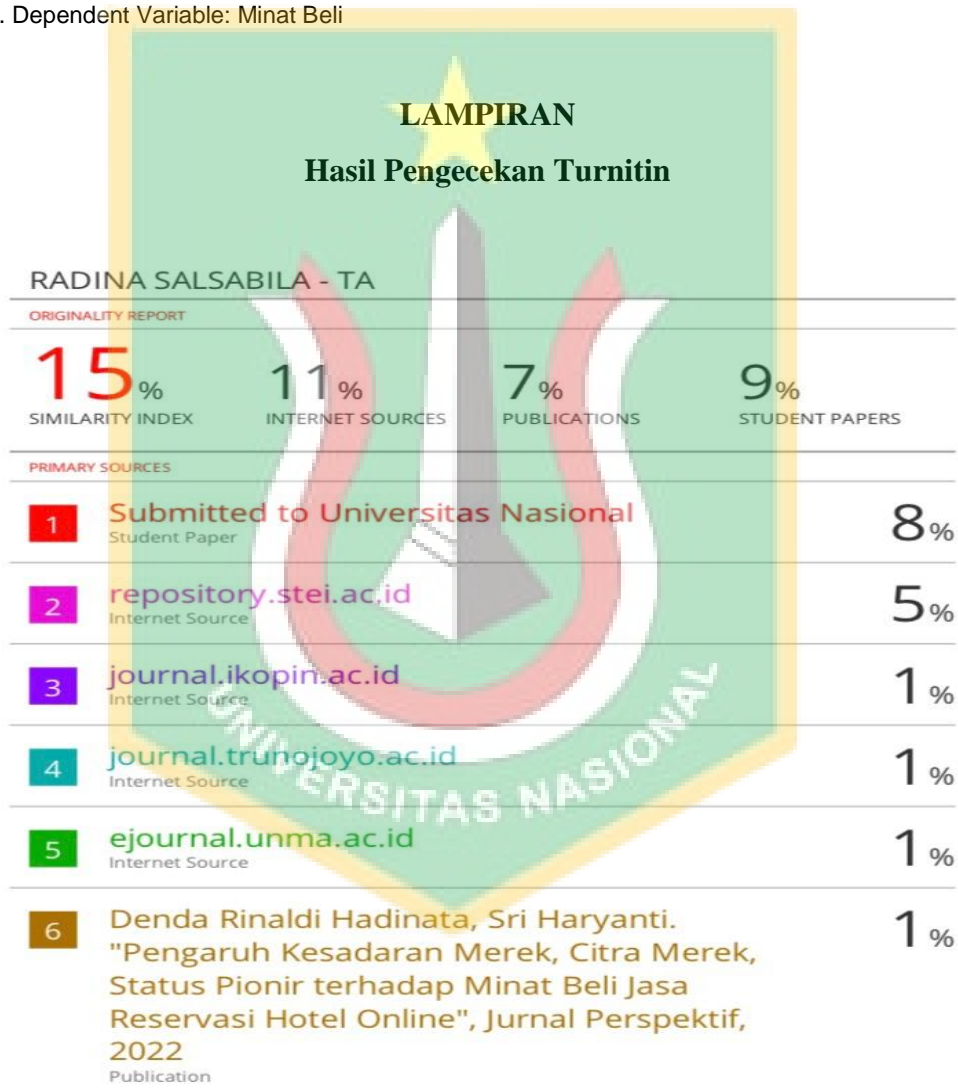 . Dependent Variable: Minat Beli
LAMPIRAN
Hasil Pengecekan Turnitin
RADINA SALSABILA - TA
ORIGINALITY REPORT
15% 11% 7% 9%
SIMILARITY INDEX INTERNET SOURCES PUBLICATIONS STUDENT PAPERS
PRIMARY SOURCES
1 Submitted to Universitas Nasional 8%
Student Paper
2 repository.stei.ac.id 5%
Internet Source
3 journal.ikopin.ac.id 1%
Internet Source
4 journal.trunojoyo.ac.id 1%
Internet Source
5 ejournal.unma.ac.id 1%
Internet Source
6 Denda Rinaldi Hadinata, Sri Haryanti. 1%
"Pengaruh Kesadaran Merek, Citra Merek,
Status Pionir terhadap Minat Beli Jasa
Reservasi Hotel Online", Jurnal Perspektif,
2022
Publication
UNIVERSITAS NASIONAL